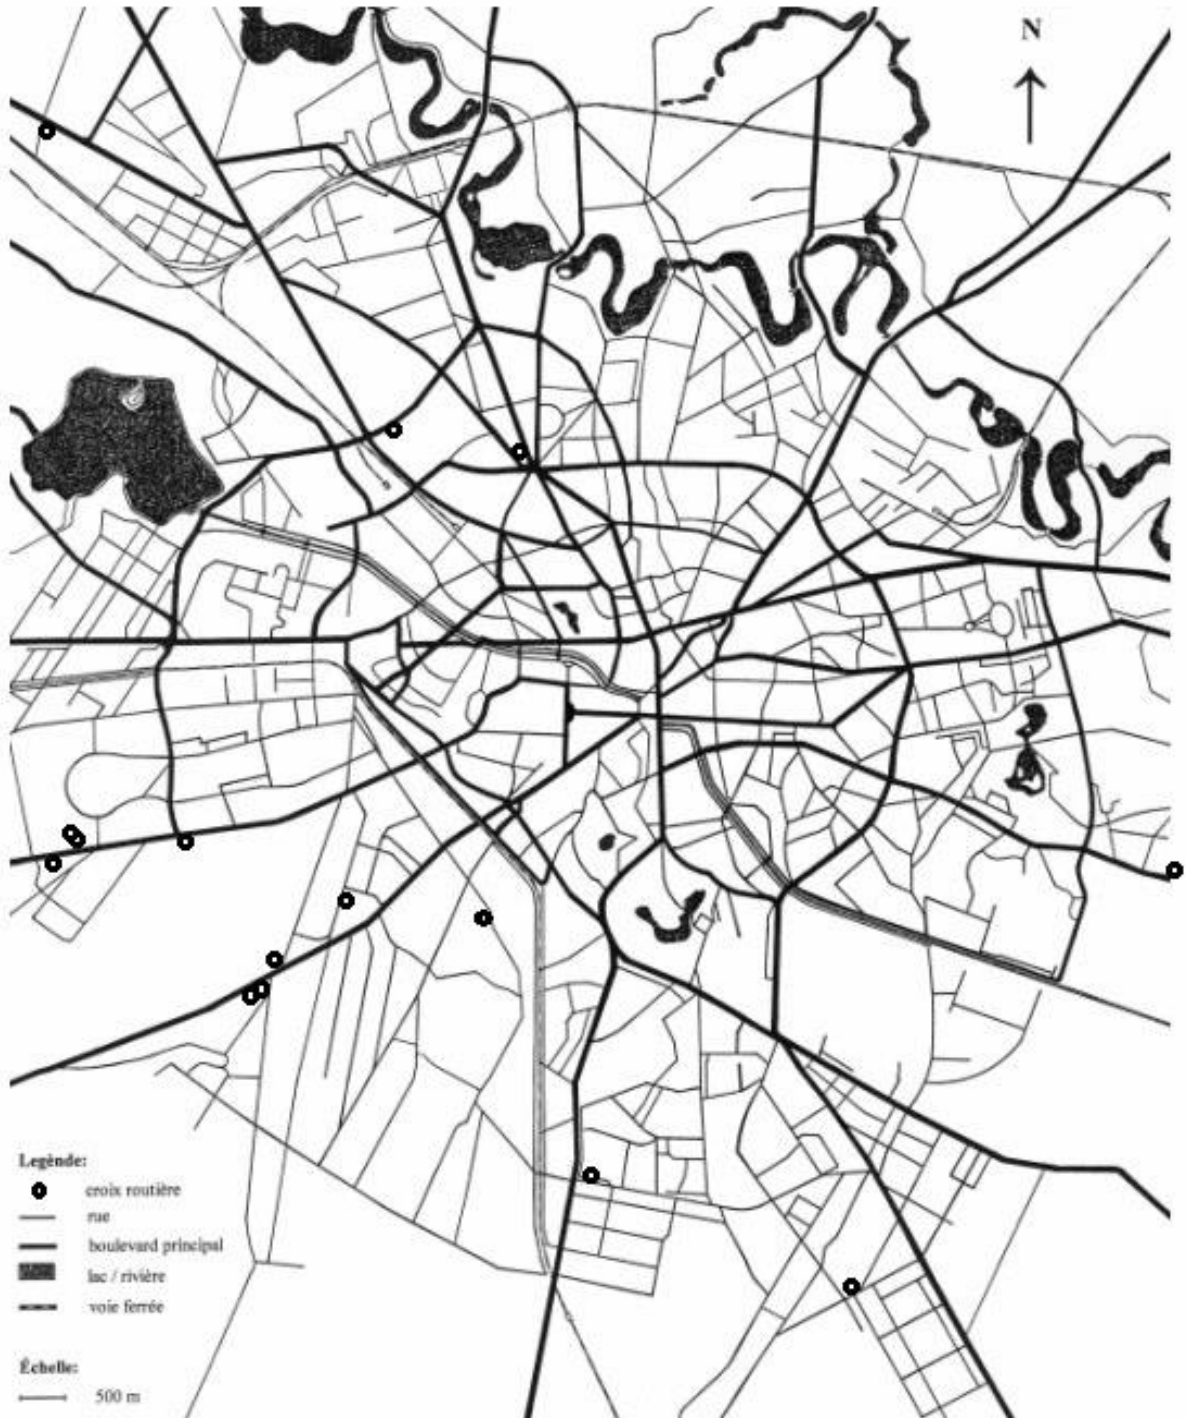 N
Legènde:
croix routière
rue
boulevard principal
lac / rivière
voie ferrée
Échelle:
500 m